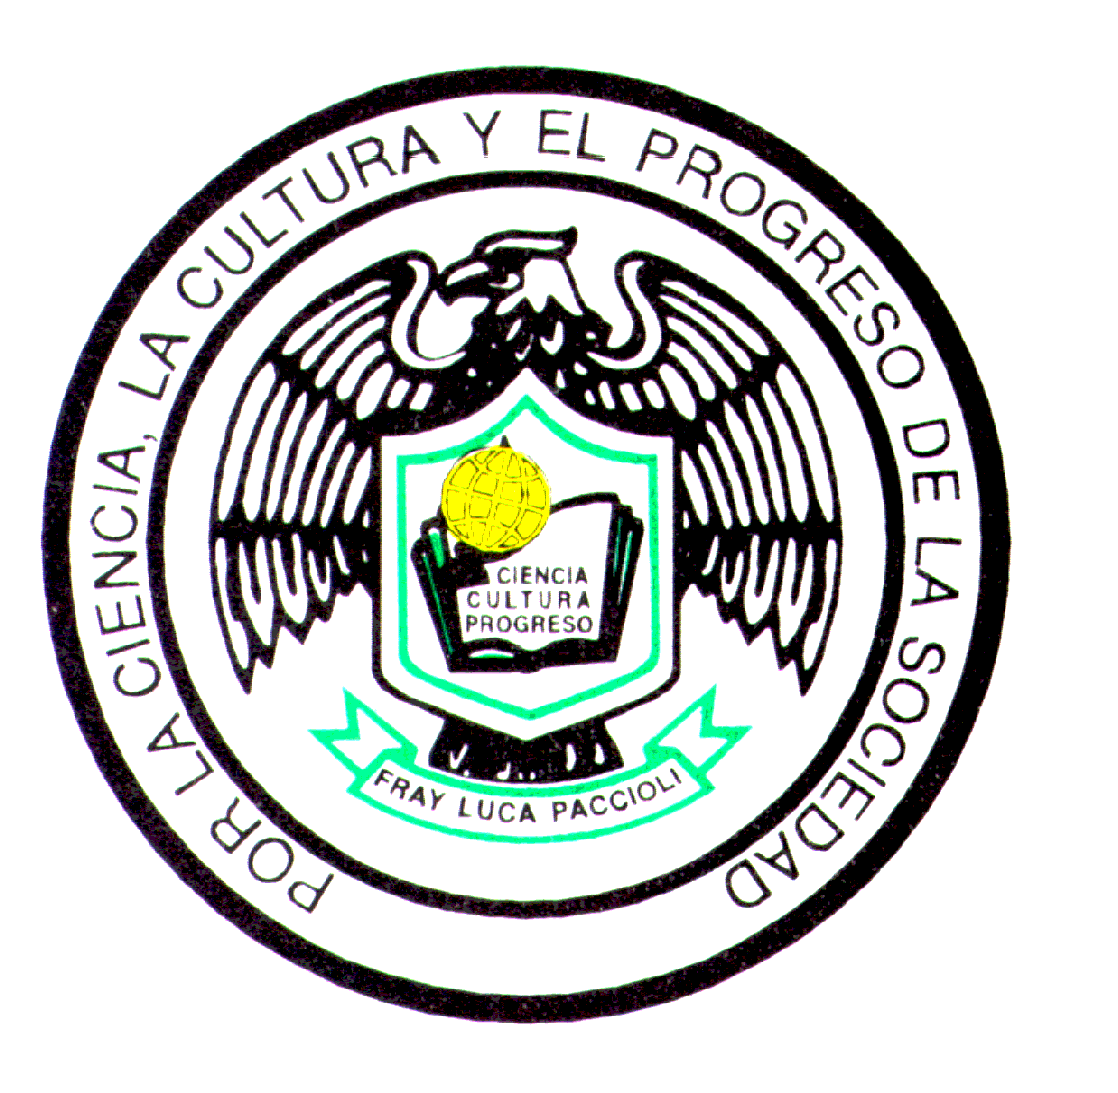 POR LA CIENCIA, LA CULTURA Y EL PROGRESO DE LA SOCIEDAD
CIENCIA
CULTURA
PROGRESO
FRAY LUCA PACCIOLI